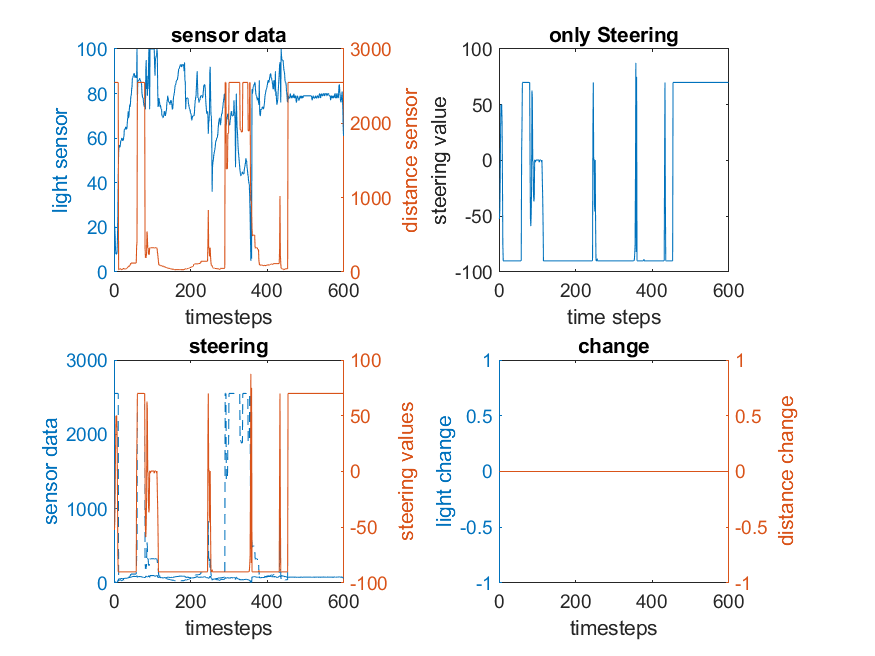 sensor data
100
80
60
40
20
0
light sensor
3000
2000
1000
0
distance sensor
0 200 400 600
timesteps
only Steering
100
50
0
-50
-100
steering value
0 200 400 600
time steps
steering
3000
2000
1000
0
sensor data
100
50
0
-50
-100
steering values
0 200 400 600
timesteps
change
1
0.5
0
-0.5
-1
light change
1
0.5
0
-0.5
-1
distance change
0 200 400 600
timesteps